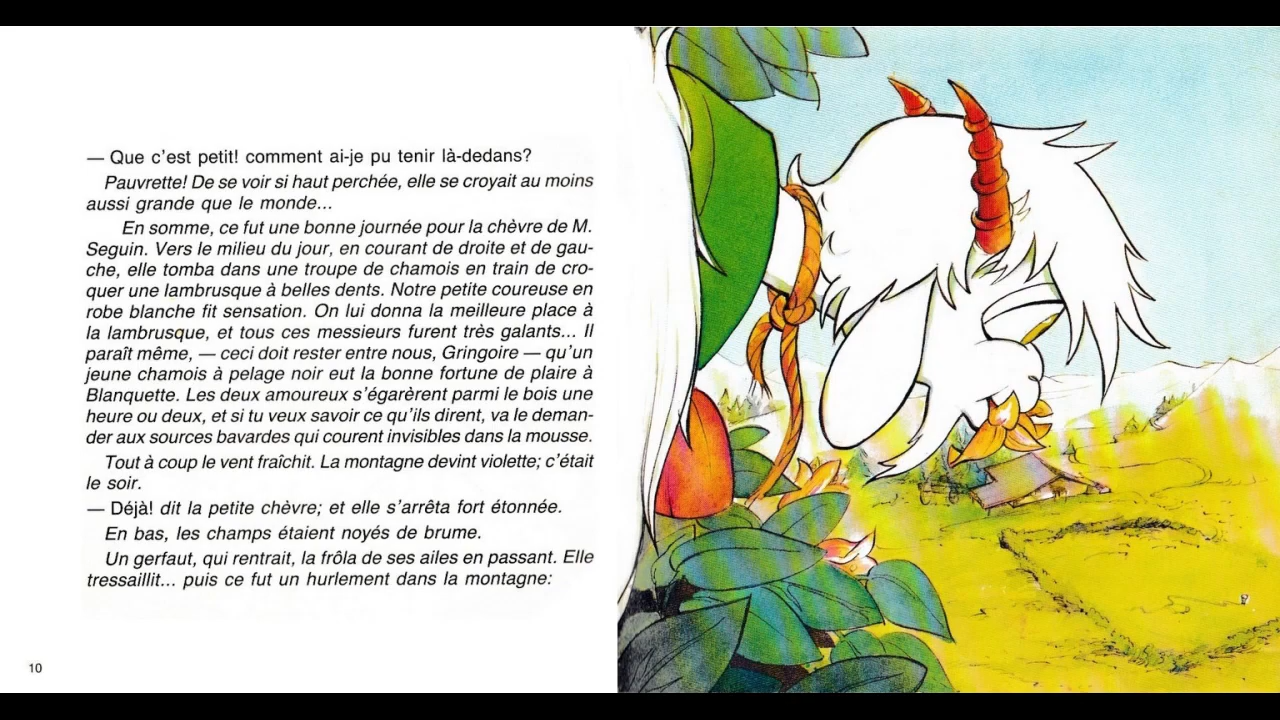 — Que c'est petit! comment ai-je pu tenir là-dedans?
Pauvrette! De se voir si haut perchée, elle se croyait au moins
aussi grande que le monde...
En somme, ce fut une bonne journée pour la chèvre de M.
Seguin. Vers le milieu du jour, en courant de droite et de gau-
che, elle tomba dans une troupe de chamois en train de cro-
quer une lambrusque à belles dents. Notre petite coureuse en
robe blanche fit sensation. On lui donna la meilleure place à
la lambrusque, et tous ces messieurs furent très galants... Il
paraît même, — ceci doit rester entre nous, Gringoire — qu'un
jeune chamois à pelage noir eut la bonne fortune de plaire à
Blanquette. Les deux amoureux s'égarèrent parmi le bois une
heure ou deux, et si tu veux savoir ce qu'ils dirent, va le deman-
der aux sources bavardes qui courent invisibles dans la mousse.
Tout à coup le vent fraîchit. La montagne devint violette; c'était
le soir.
— Déjà! dit la petite chèvre; et elle s'arrêta fort étonnée.
En bas, les champs étaient noyés de brume.
Un gerfaut, qui rentrait, la frôla de ses ailes en passant. Elle
tressaillit... puis ce fut un hurlement dans la montagne:
10